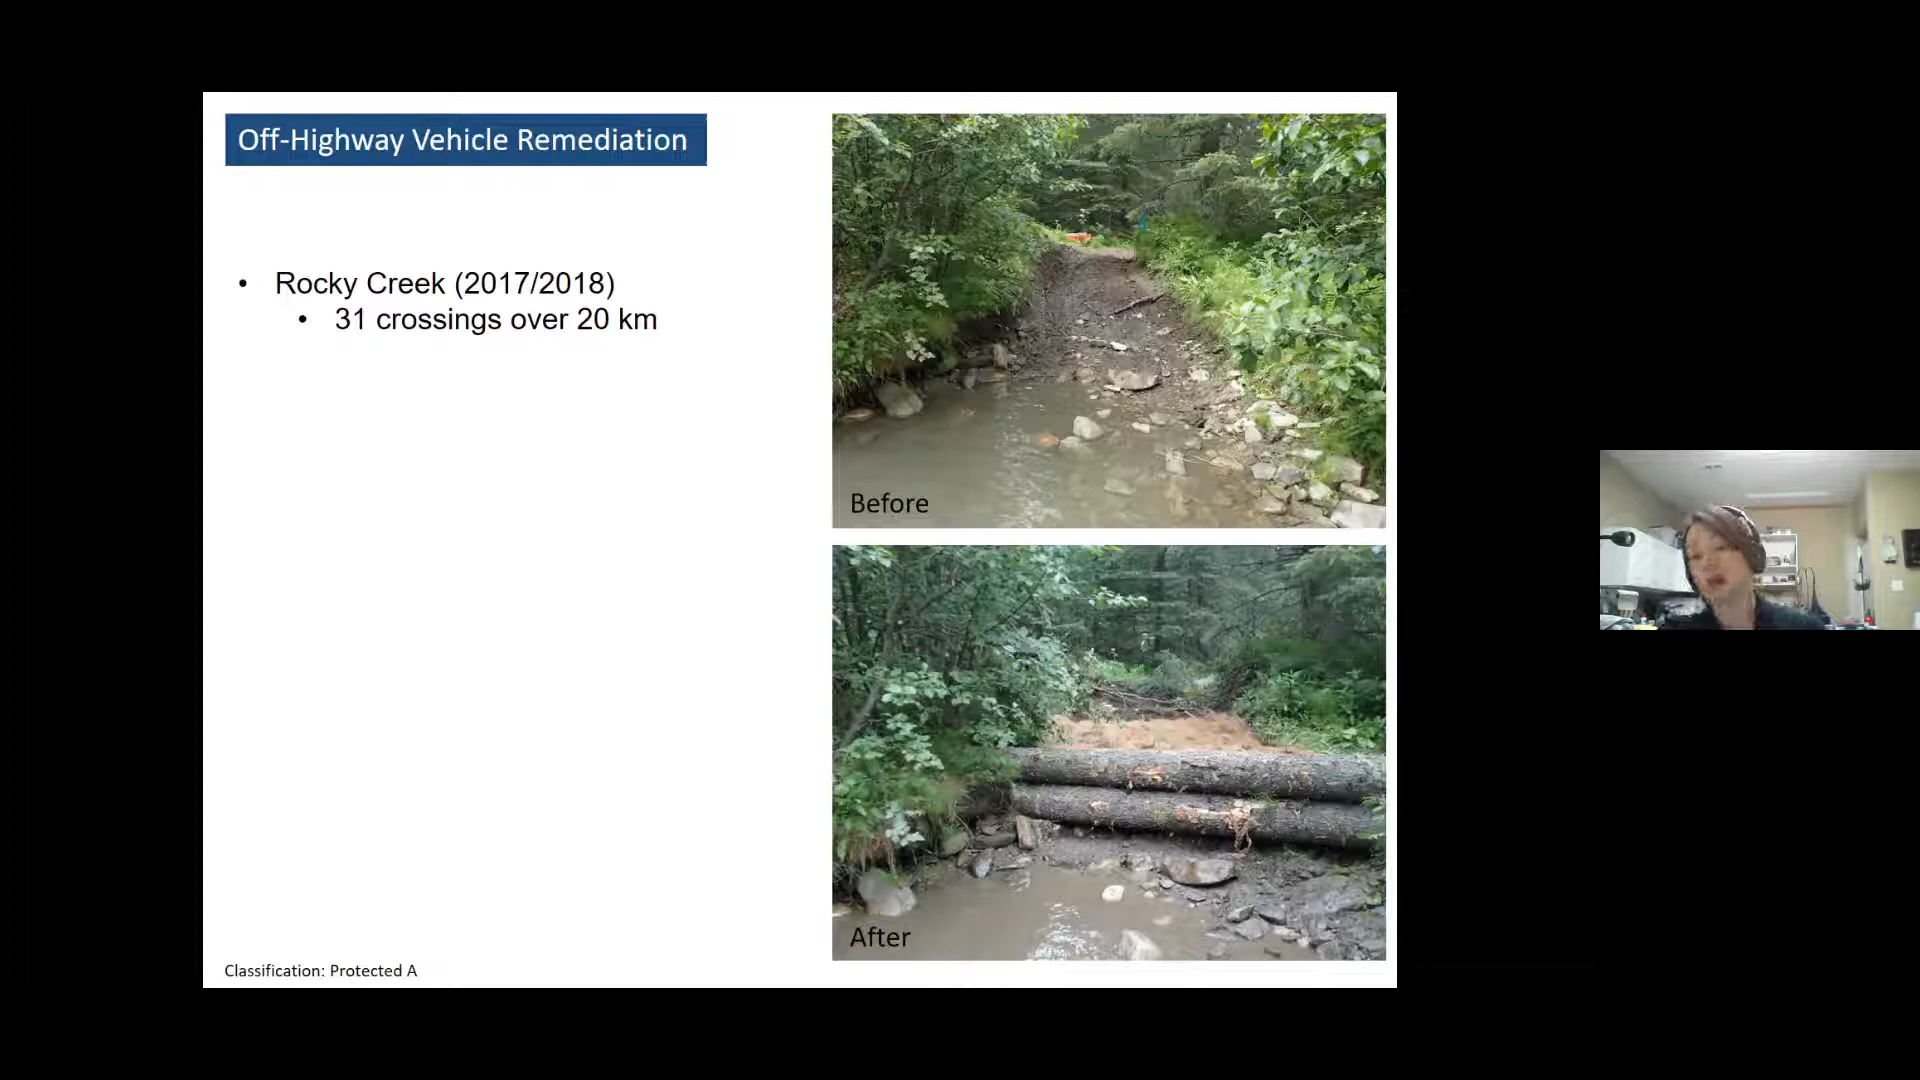 Off-Highway Vehicle Remediation
• Rocky Creek (2017/2018)
• 31 crossings over 20 km
Before
After
Classification: Protected A